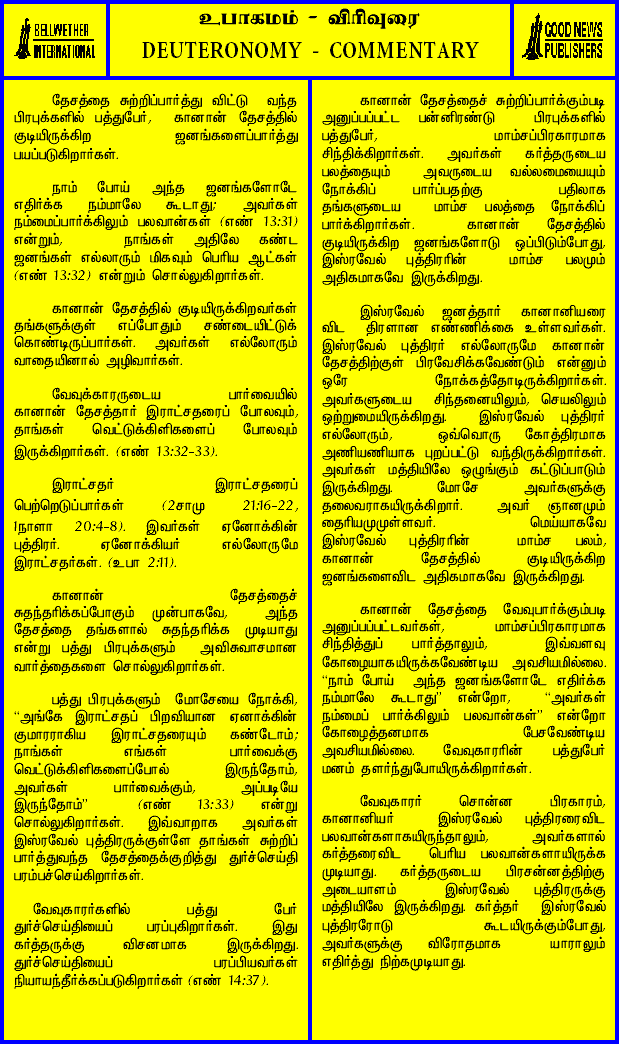 BELLWETHER
INTERNATIONAL
உபாகமம் - விரிவுரை
DEUTERONOMY - COMMENTARY
GOOD NEWS
PUBLISHERS
தேசத்தை சுற்றிப்பார்த்து விட்டு வந்த
பிரபுக்களில் பத்துபேர், கானான் தேசத்தில்
குடியிருக்கிற ஜனங்களைப்பார்த்து
பயப்படுகிறார்கள்.
நாம் போய் அந்த ஜனங்களோடே
எதிர்க்க நம்மாலே கூடாது; அவர்கள்
நம்மைப்பார்க்கிலும் பலவான்கள் (எண் 13:31)
என்றும், நாங்கள் அதிலே கண்ட
ஜனங்கள் எல்லாரும் மிகவும் பெரிய ஆட்கள்
(எண் 13:32) என்றும் சொல்லுகிறார்கள்.
கானான் தேசத்தில் குடியிருக்கிறவர்கள்
தங்களுக்குள் எப்போதும் சண்டையிட்டுக்
கொண்டிருப்பார்கள். அவர்கள் எல்லோரும்
வாதையினால் அழிவார்கள்.
வேவுக்காரருடைய பார்வையில்
கானான் தேசத்தார் இராட்சதரைப் போலவும்,
தாங்கள் வெட்டுக்கிளிகளைப் போலவும்
இருக்கிறார்கள். (எண் 13:32-33).
இராட்சதர் இராட்சதரைப்
பெற்றெடுப்பார்கள் (2சாமு 21:16-22,
1நாளா 20:4-8). இவர்கள் ஏனோக்கின்
புத்திரர். ஏனோக்கியர் எல்லோருமே
இராட்சதர்கள். (உபா 2:11).
கானான் தேசத்தைச்
சுதந்தரிக்கப்போகும் முன்பாகவே, அந்த
தேசத்தை தங்களால் சுதந்தரிக்க முடியாது
என்று பத்து பிரபுக்களும் அவிசுவாசமான
வார்த்தைகளை சொல்லுகிறார்கள்.
பத்து பிரபுக்களும் மோசேயை நோக்கி,
“அங்கே இராட்சதப் பிறவியான ஏனாக்கின்
குமாரராகிய இராட்சதரையும் கண்டோம்;
நாங்கள் எங்கள் பார்வைக்கு
வெட்டுக்கிளிகளைப்போல் இருந்தோம்,
அவர்கள் பார்வைக்கும், அப்படியே
இருந்தோம்” (எண் 13:33) என்று
சொல்லுகிறார்கள். இவ்வாறாக அவர்கள்
இஸ்ரவேல் புத்திரருக்குள்ளே தாங்கள் சுற்றிப்
பார்த்துவந்த தேசத்தைக்குறித்து துர்ச்செய்தி
பரம்பச்செய்கிறார்கள்.
வேவுகாரர்களில் பத்து பேர்
துர்ச்செய்தியைப் பரப்புகிறார்கள். இது
கர்த்தருக்கு விசனமாக இருக்கிறது.
துர்ச்செய்தியைப் பரப்பியவர்கள்
நியாயந்தீர்க்கப்படுகிறார்கள் (எண் 14:37).
கானான் தேசத்தைச் சுற்றிப்பார்க்கும்படி
அனுப்பப்பட்ட பன்னிரண்டு பிரபுக்களில்
பத்துபேர், மாம்சப்பிரகாரமாக
சிந்திக்கிறார்கள். அவர்கள் கர்த்தருடைய
பலத்தையும் அவருடைய வல்லமையையும்
நோக்கிப் பார்ப்பதற்கு பதிலாக
தங்களுடைய மாம்ச பலத்தை நோக்கிப்
பார்க்கிறார்கள். கானான் தேசத்தில்
குடியிருக்கிற ஜனங்களோடு ஒப்பிடும்போது,
இஸ்ரவேல் புத்திரரின் மாம்ச பலமும்
அதிகமாகவே இருக்கிறது.
இஸ்ரவேல் ஜனத்தார் கானானியரை
விட திரளான எண்ணிக்கை உள்ளவர்கள்.
இஸ்ரவேல் புத்திரர் எல்லோருமே கானான்
தேசத்திற்குள் பிரவேசிக்கவேண்டும் என்னும்
ஒரே நோக்கத்தோடிருக்கிறார்கள்.
அவர்களுடைய சிந்தனையிலும், செயலிலும்
ஒற்றுமையிருக்கிறது. இஸ்ரவேல் புத்திரர்
எல்லோரும், ஒவ்வொரு கோத்திரமாக
அணியணியாக புறப்பட்டு வந்திருக்கிறார்கள்.
அவர்கள் மத்தியிலே ஒழுங்கும் கட்டுப்பாடும்
இருக்கிறது. மோசே அவர்களுக்கு
தலைவராகயிருக்கிறார். அவர் ஞானமும்
தைரியமுமுள்ளவர். மெய்யாகவே
இஸ்ரவேல் புத்திரரின் மாம்ச பலம்,
கானான் தேசத்தில் குடியிருக்கிற
ஜனங்களைவிட அதிகமாகவே இருக்கிறது.
கானான் தேசத்தை வேவுபார்க்கும்படி
அனுப்பப்பட்டவர்கள், மாம்சப்பிரகாரமாக
சிந்தித்துப் பார்த்தாலும், இவ்வளவு
கோழையாகயிருக்கவேண்டிய அவசியமில்லை.
“நாம் போய் அந்த ஜனங்களோடே எதிர்க்க
நம்மாலே கூடாது” என்றோ, “அவர்கள்
நம்மைப் பார்க்கிலும் பலவான்கள்” என்றோ
கோழைத்தனமாக பேசவேண்டிய
அவசியமில்லை. வேவுகாரரின் பத்துபேர்
மனம் தளர்ந்துபோயிருக்கிறார்கள்.
வேவுகாரர் சொன்ன பிரகாரம்,
கானானியர் இஸ்ரவேல் புத்திரரைவிட
பலவான்களாகயிருந்தாலும், அவர்களால்
கர்த்தரைவிட பெரிய பலவான்களாயிருக்க
முடியாது. கர்த்தருடைய பிரசன்னத்திற்கு
அடையாளம் இஸ்ரவேல் புத்திரருக்கு
மத்தியிலே இருக்கிறது. கர்த்தர் இஸ்ரவேல்
புத்திரரோடு கூடயிருக்கும்போது,
அவர்களுக்கு விரோதமாக யாராலும்
எதிர்த்து நிற்கமுடியாது.